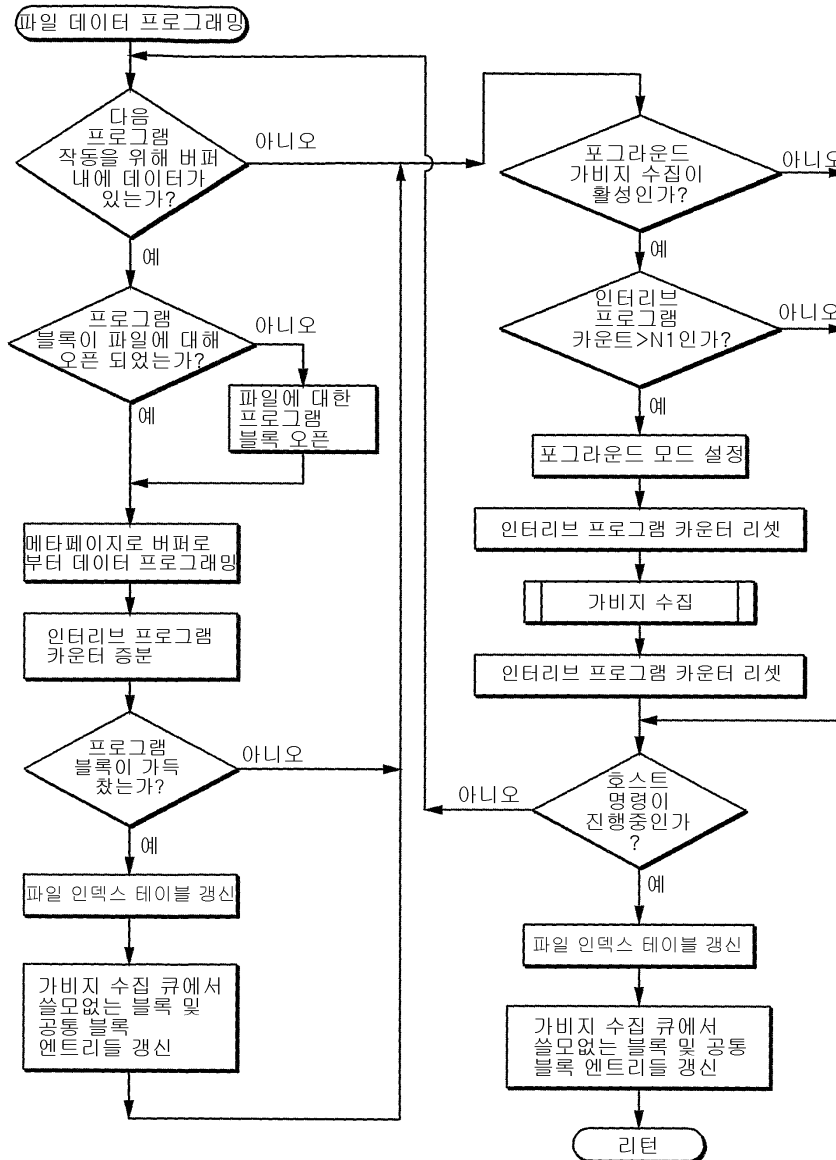 파일 데이터 프로그래밍
다음
프로그램
작동을 위해 버퍼
내에 데이터가
있는가?
아니오
예
프로그램
블록이 파일에 대해
오픈 되었는가?
아니오
예
파일에 대한
프로그램
블록 오픈
메타페이지로 버퍼로
부터 데이터 프로그래밍
인터리브 프로그램
카운터 증분
프로그램
블록이 가득
찼는가?
아니오
예
파일 인덱스 테이블 갱신
가비지 수집 큐에서
쓸모없는 블록 및
공통 블록
엔트리들 갱신
포그라운드
가비지 수집이
활성인가?
아니오
예
인터리브
프로그램
카운트>N1인가?
아니오
예
포그라운드 모드 설정
인터리브 프로그램 카운터 리셋
가비지 수집
인터리브 프로그램 카운터 리셋
호스트
명령이
진행중인가
?
아니오
예
파일 인덱스 테이블 갱신
가비지 수집 큐에서
쓸모없는 블록 및 공통
블록 엔트리들 갱신
리턴